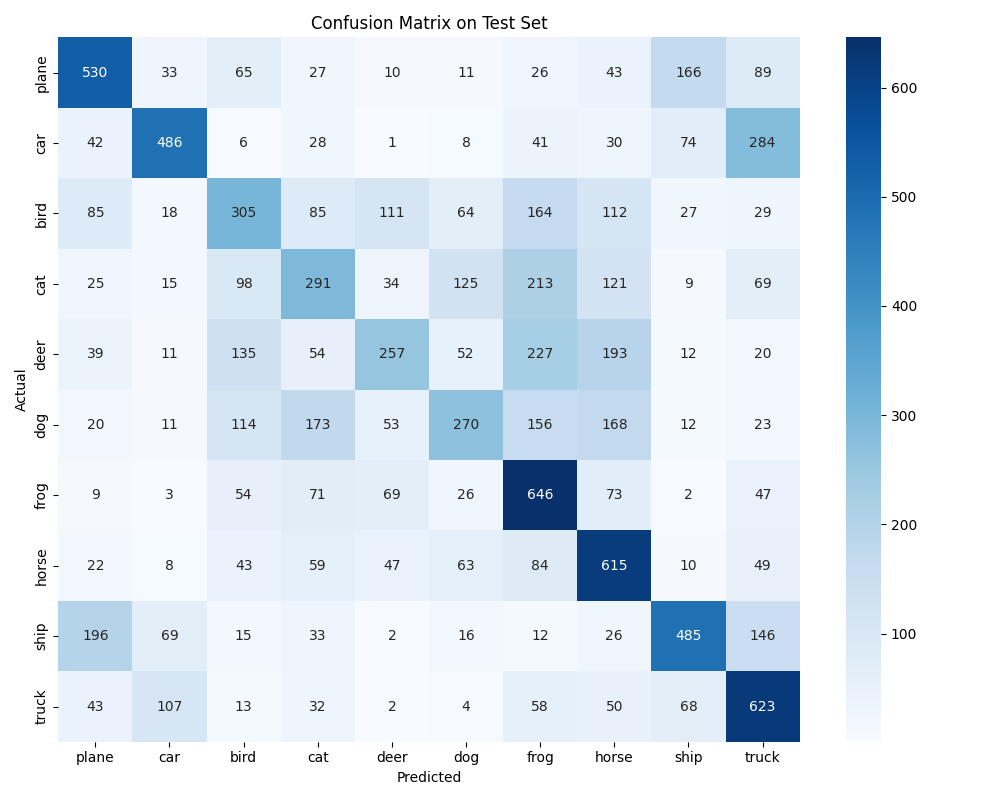 Confusion Matrix on Test Set
plane 530 33 65 27 10 11 26 43 166 89
car 42 486 6 28 1 8 41 30 74 284
bird 85 18 305 85 111 64 164 112 27 29
cat 25 15 98 291 34 125 213 121 9 69
deer 39 11 135 54 257 52 227 193 12 20
dog 20 11 114 173 53 270 156 168 12 23
frog 9 3 54 71 69 26 646 73 2 47
horse 22 8 43 59 47 63 84 615 10 49
ship 196 69 15 33 2 16 12 26 485 146
truck 43 107 13 32 2 4 58 50 68 623
Actual
plane car bird cat deer dog frog horse ship truck
Predicted
600
500
400
300
200
100